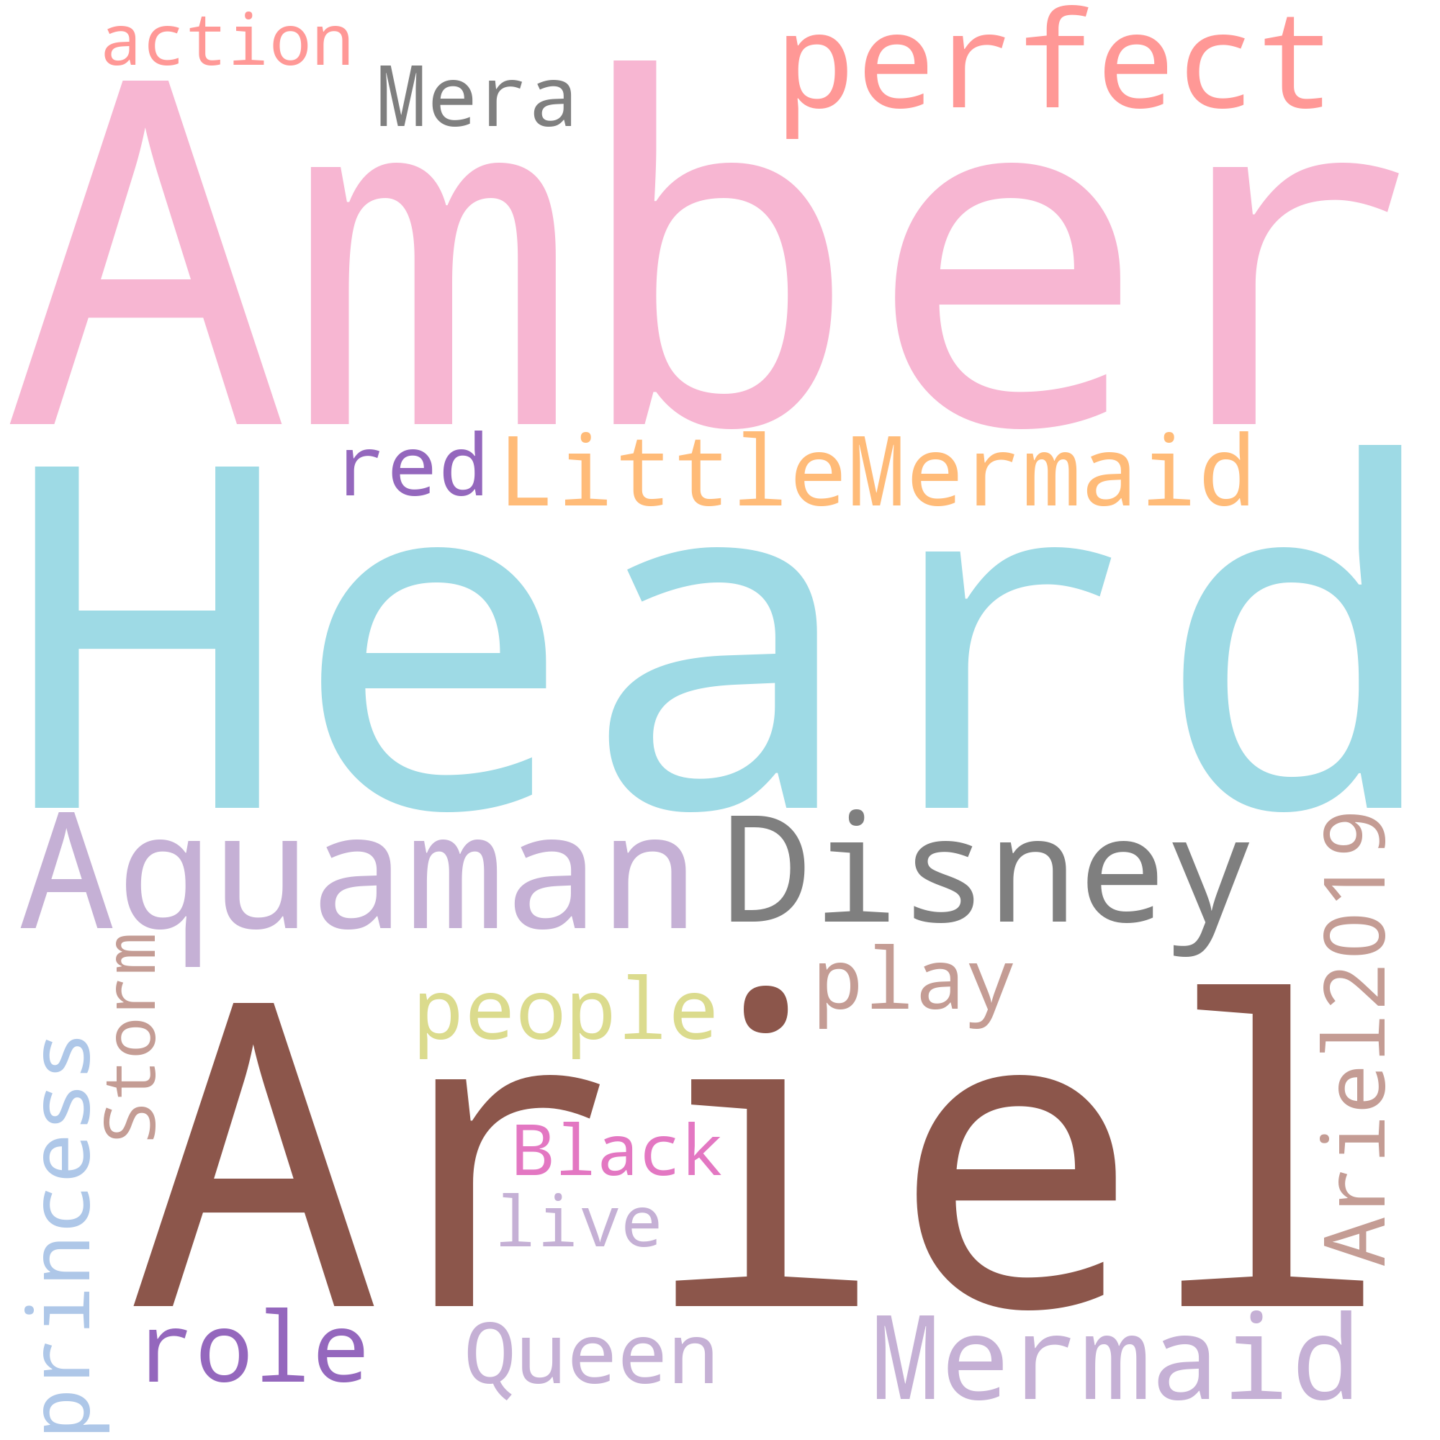 action
perfect
Mera
Amber
red
LittleMermaid
Heard
Aquaman
Disney
Ariel2019
Storm
people
play
Ariel
princess
Black
live
role
Queen
Mermaid